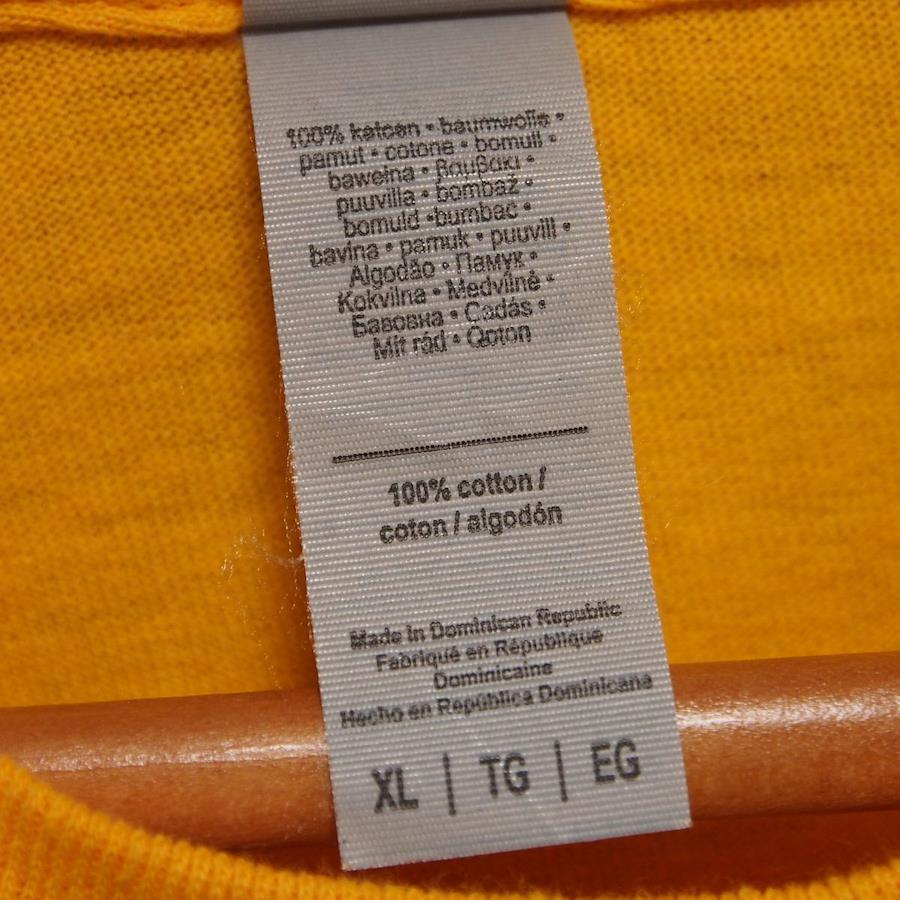 100% katoen • baumwolle •
pamut • cotone • bomull •
bawełna • βαμβάκι •
puuvilla • bombaž •
bomuld •bumbac •
bavlna • pamuk • puuvill •
Algodão • Памук •
Kokvilna • Medvilnė •
Бавовна • Cadás •
Mit rád • Qoton
100% cotton /
coton / algodón
Made in Dominican Republic
Fabriqué en République
Dominicaine
Hecho en República Dominicana
XL | TG | EG